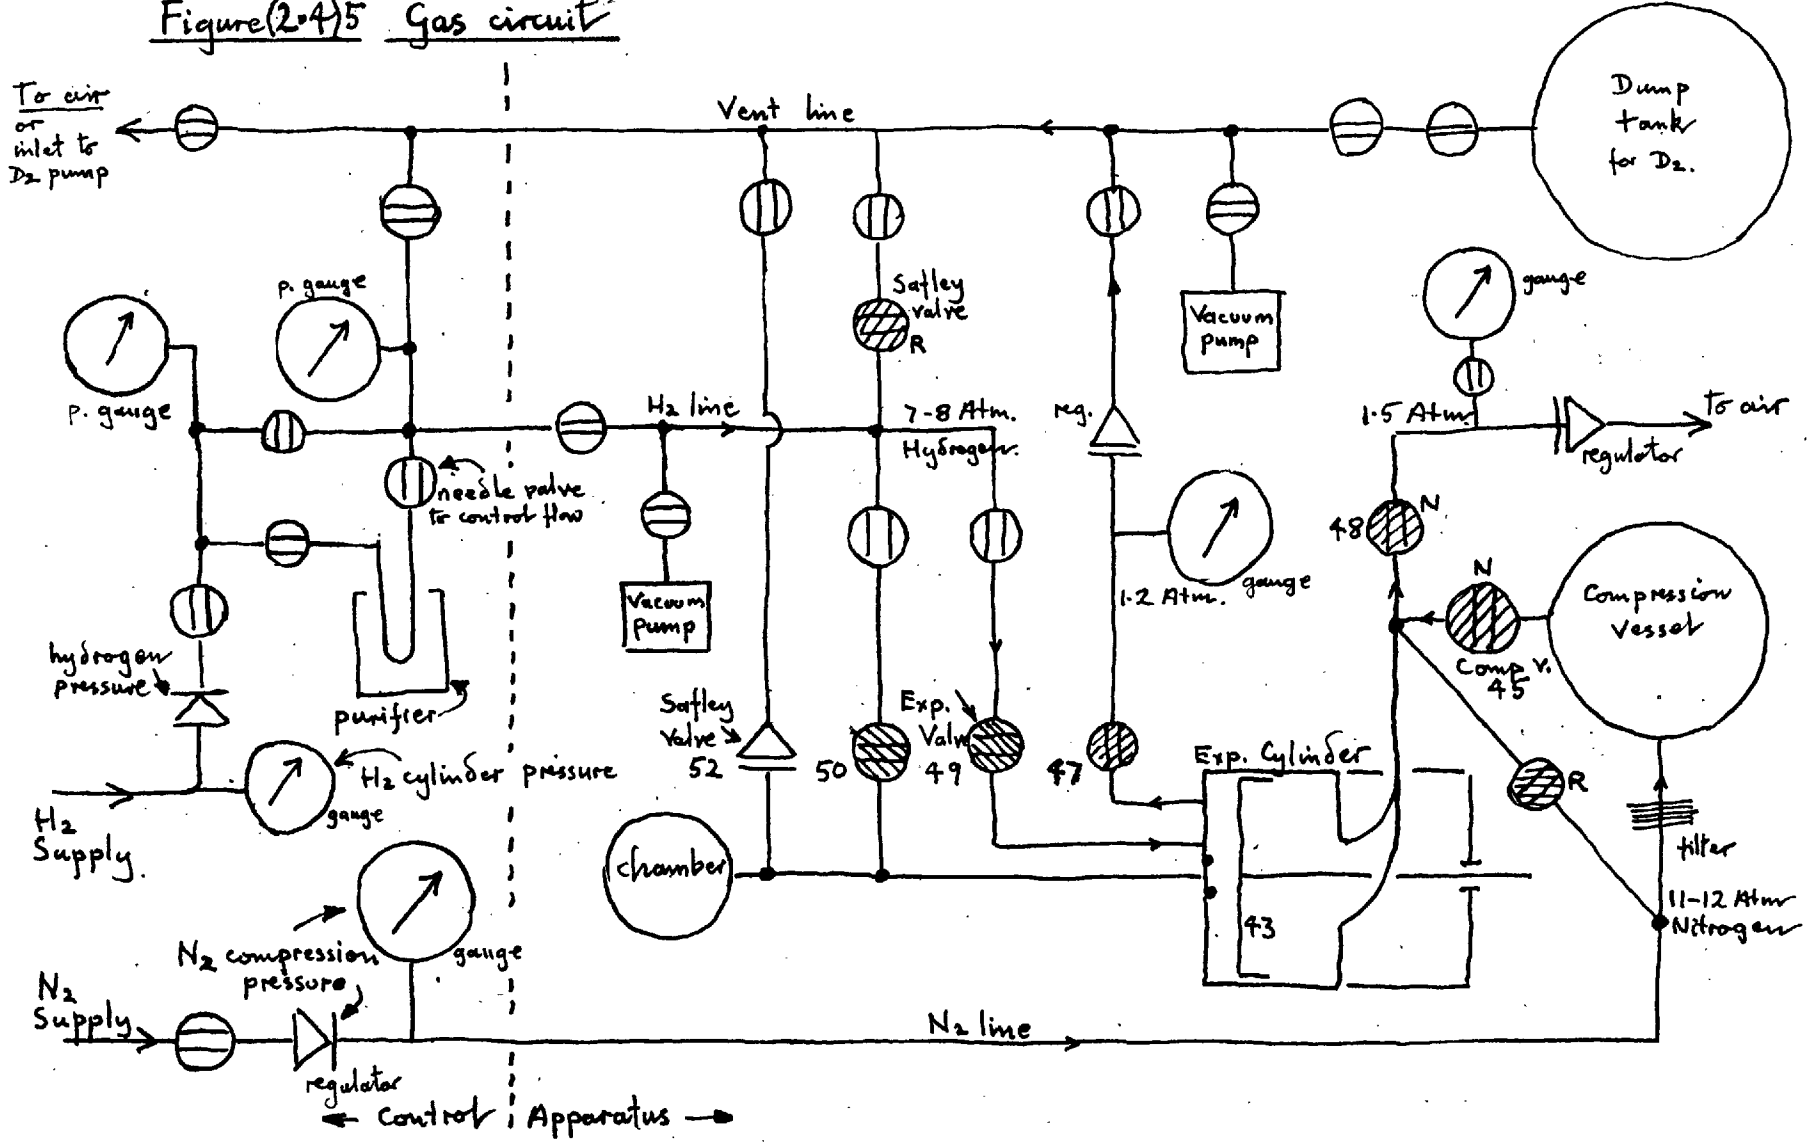 Figure(2.4)5 Gas circuit
To air
or
inlet to
D2 pump
Vent line
Dump
tank
for D2.
p. gauge
p. gauge
Safley
valve
R
Vacuum
pump
gauge
H2 line
7-8 Atm.
Hydrogen.
reg.
1.5 Atm
To air
regulator
needle valve
to control flow
48
N
gauge
1.2 Atm.
N
Compression
Vessel
Comp v.
45
Vacuum
pump
hydrogen
pressure
purifier
Safley
Valve
52
50
Exp.
Valve
49
47
Exp. Cylinder
R
H2 cylinder pressure
gauge
H2
Supply.
filter
chamber
43
11-12 Atm
Nitrogen
N2 compression
pressure
gauge
N2
Supply
N2 line
regulator
← Control
Apparatus →